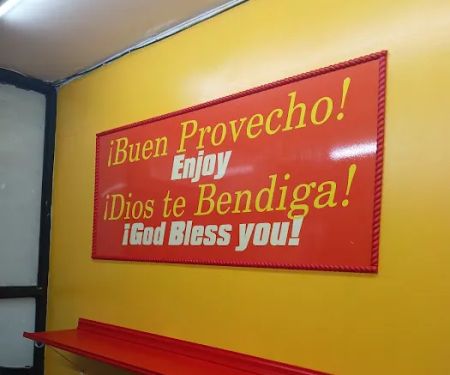 ¡Buen Provecho!
Enjoy
¡Dios te Bendiga!
¡God Bless you!